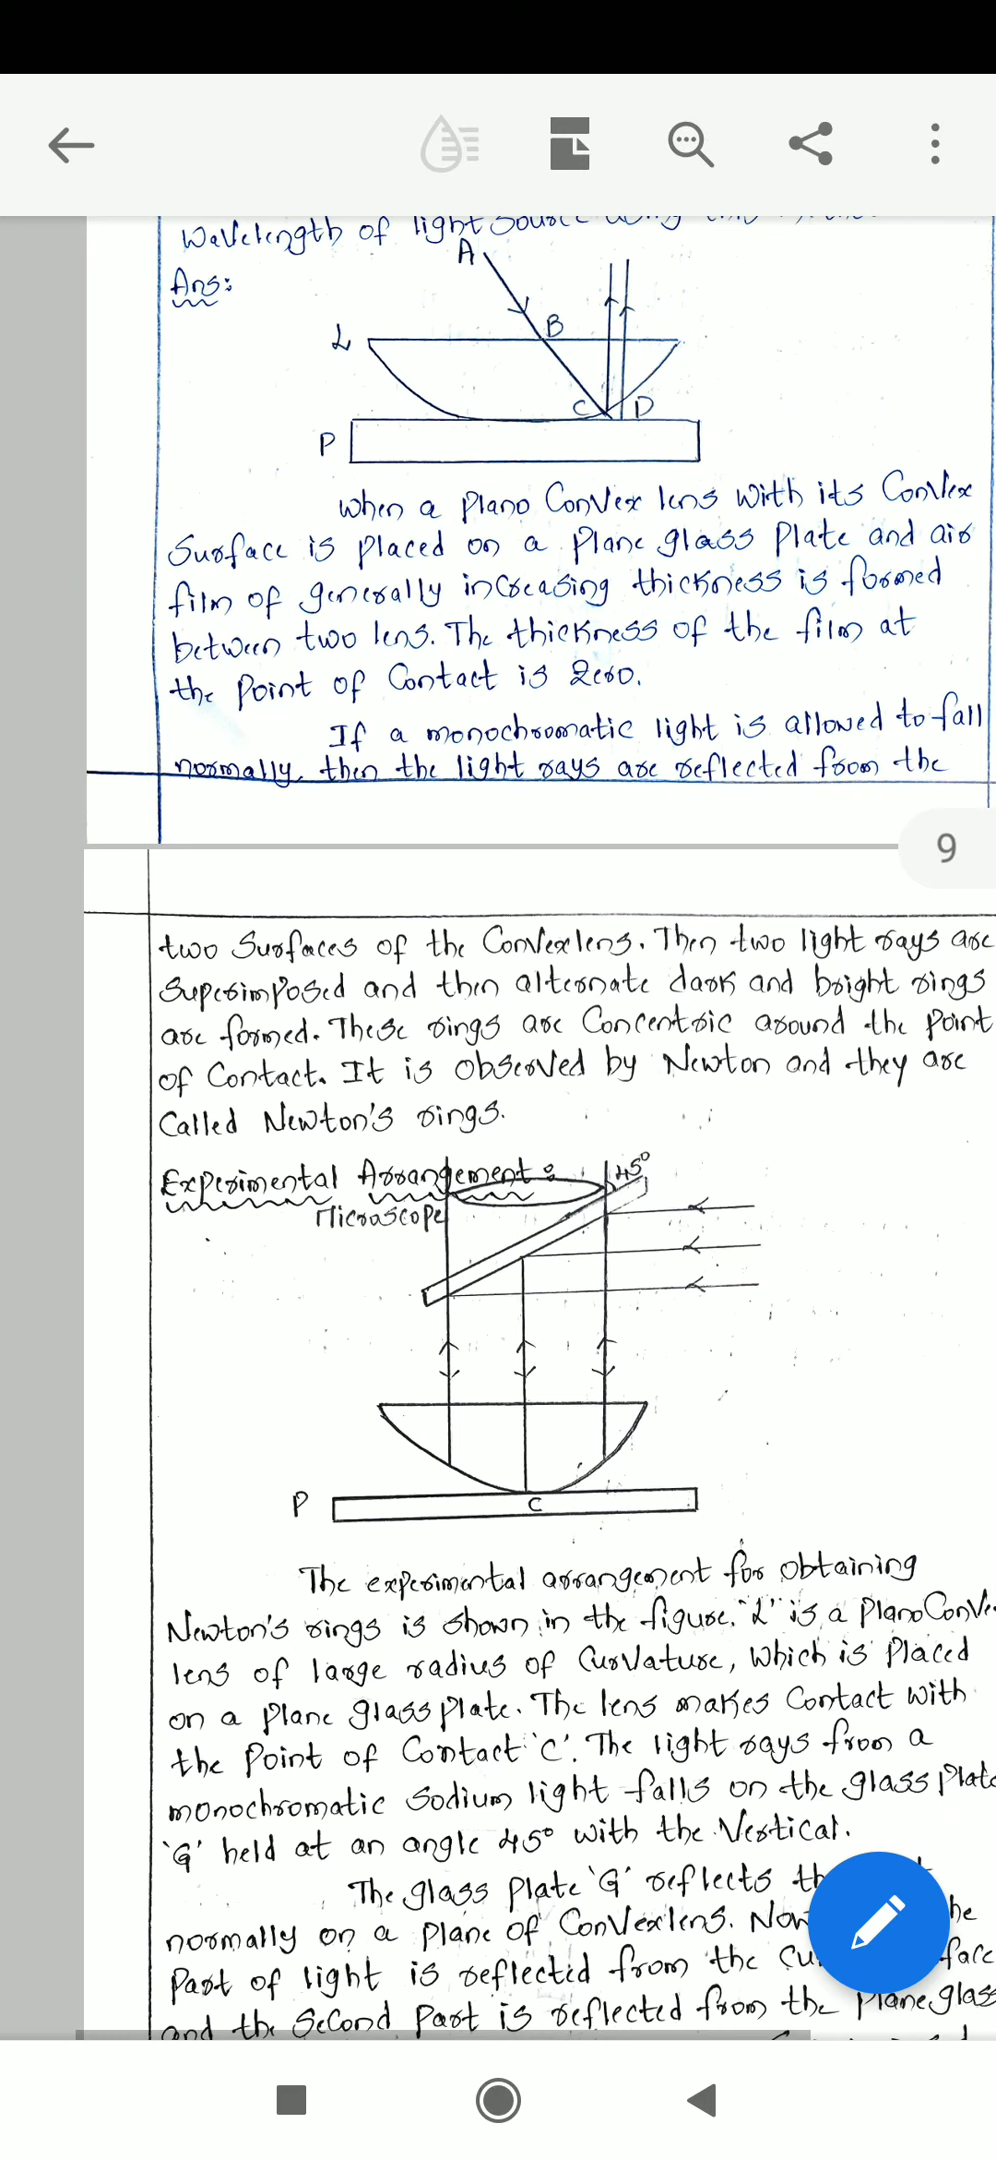 Wavelength of light
A
Ans:
B
L
C D
P
When a Plano Convex lens with its Convex
Surface is placed on a plane glass plate and air
film of generally increasing thickness is formed
between two lens. The thickness of the film at
the point of Contact is Zero.
If a monochromatic light is allowed to fall
normally, then the light rays are reflected from the
9
two Surfaces of the Convexlens. Then two light rays are
Superimposed and then alternate dark and bright rings
are formed. These rings are Concentric around the point
of Contact. It is observed by Newton and they are
Called Newton's rings.
Experimental Arrangement:
45°
Microscope
P
C
The experimental arrangement for obtaining
Newton's rings is shown in the figure. "L" is a Plano
lens of large radius of Curvature, Which is Placed
on a plane glass plate. The lens makes Contact with
the Point of Contact 'C'. The light rays from a
monochromatic Sodium light falls on the glass plate
'G' held at an angle 45° with the Vertical.
The glass plate 'G' reflects
normally on a plane of Convexlens. Now
Part of light is reflected from the
and the Second Part is reflected from the plane glass